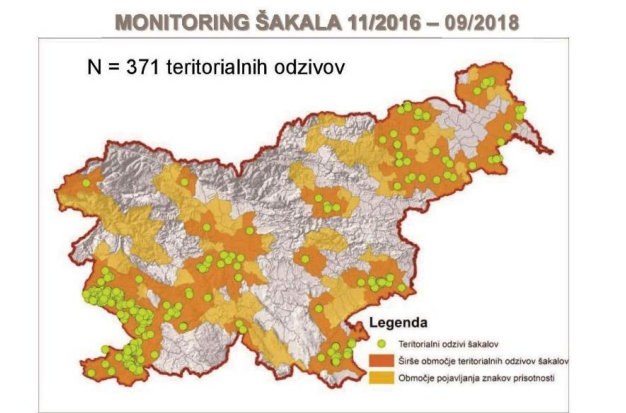 MONITORING ŠAKALA 11/2016 – 09/2018
N = 371 teritorialnih odzivov
Legenda
Teritorialni odzivi šakalov
Širše območje teritorialnih odzivov šakalov
Območje pojavljanja znakov prisotnosti